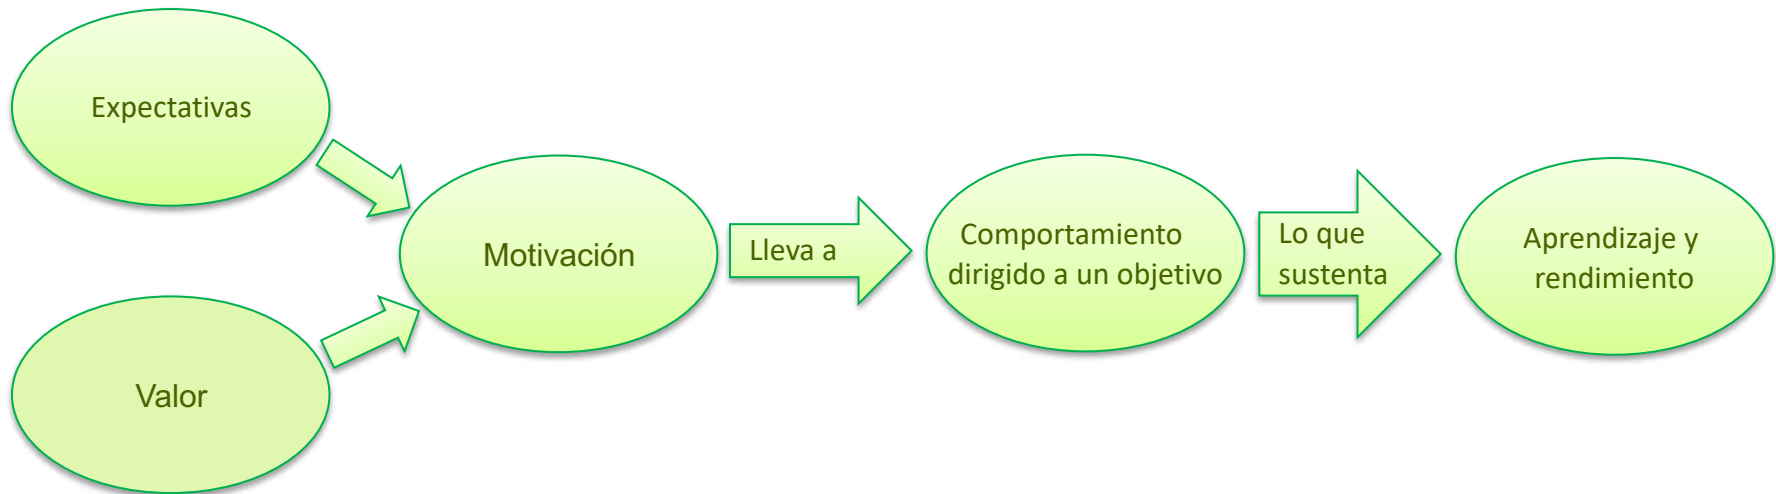 Expectativas
Valor
Motivación
Lleva a
Comportamiento
dirigido a un objetivo
Lo que
sustenta
Aprendizaje y
rendimiento